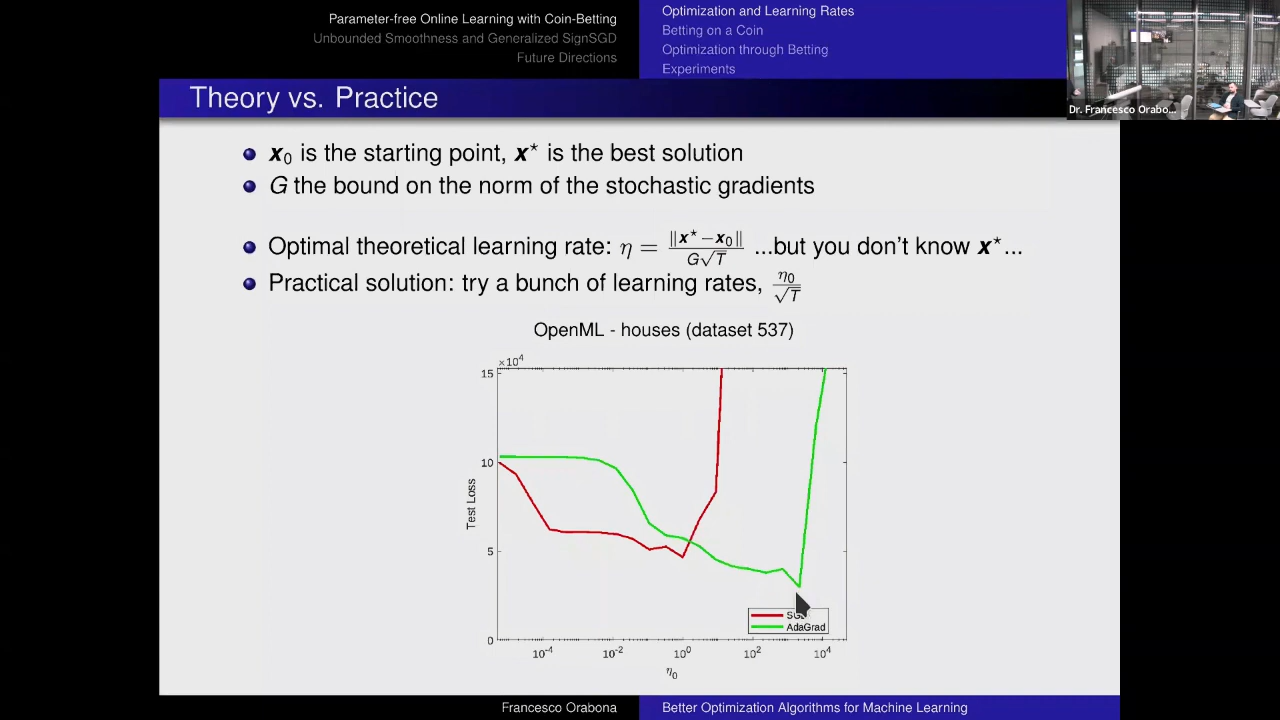 Parameter-free Online Learning with Coin-Betting
Unbounded Smoothness and Generalized SignSGD
Future Directions
Optimization and Learning Rates
Betting on a Coin
Optimization through Betting
Experiments
Dr. Francesco Orabo...
Theory vs. Practice
x₀ is the starting point, x* is the best solution
G the bound on the norm of the stochastic gradients
Optimal theoretical learning rate: η = ‖x*−x₀‖ / G√T ...but you don't know x*...
Practical solution: try a bunch of learning rates, η₀ / √T
OpenML - houses (dataset 537)
×10⁴
15
10
5
0
Test Loss
10⁻⁴ 10⁻² 10⁰ 10² 10⁴
η₀
AdaGrad
Francesco Orabona
Better Optimization Algorithms for Machine Learning